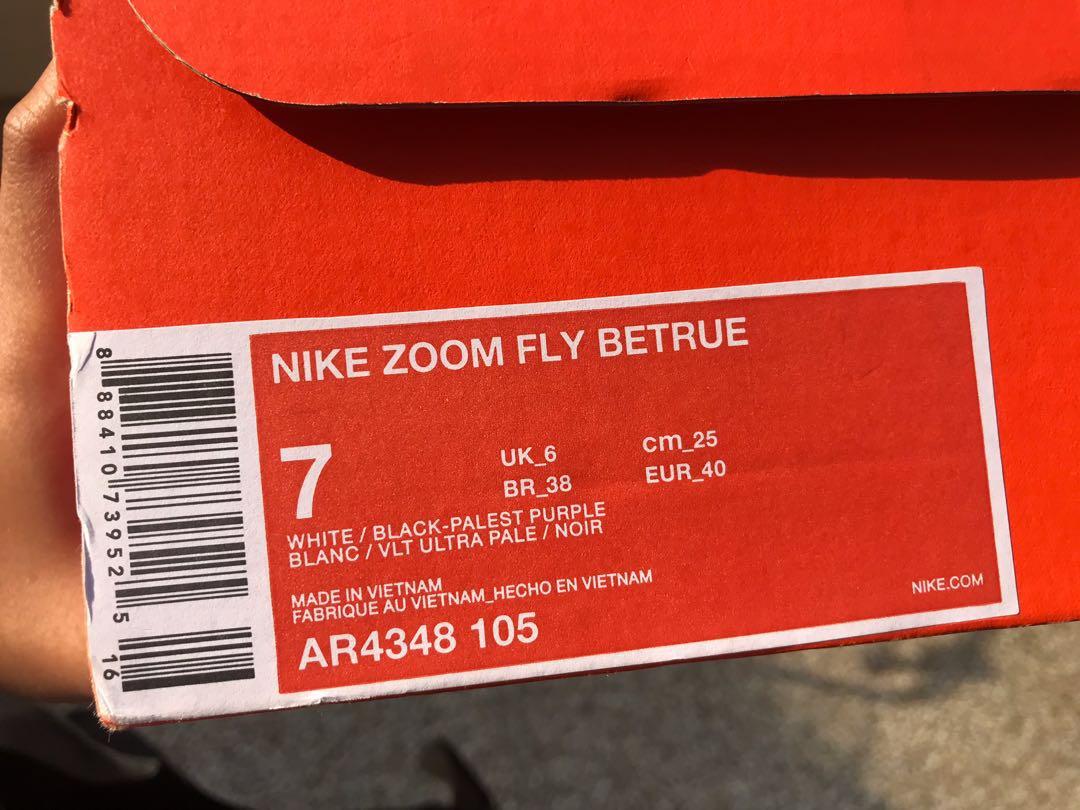 NIKE ZOOM FLY BETRUE
7
UK_6 cm_25
BR_38 EUR_40
WHITE / BLACK-PALEST PURPLE
BLANC / VLT ULTRA PALE / NOIR
MADE IN VIETNAM
FABRIQUE AU VIETNAM_HECHO EN VIETNAM
NIKE.COM
AR4348 105
8 88410 73952 5 16